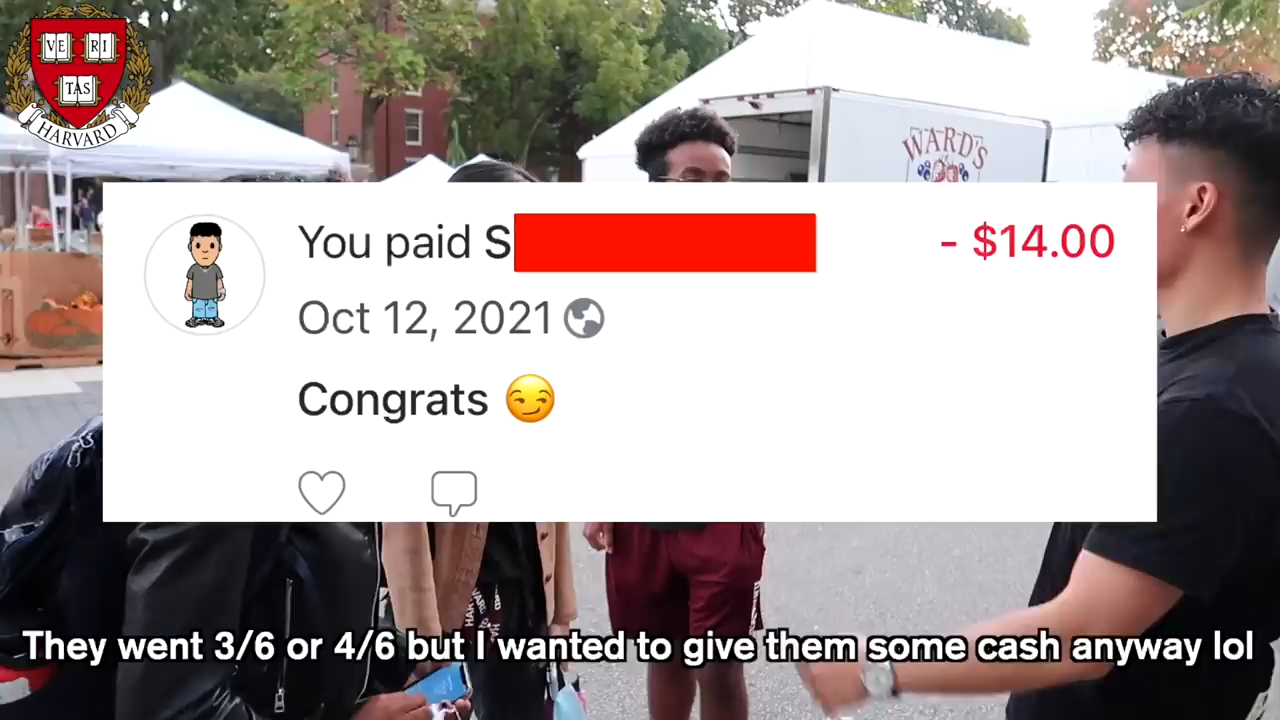 VE RI
TAS
HARVARD
WARD'S
You paid S
- $14.00
Oct 12, 2021
Congrats 😏
They went 3/6 or 4/6 but I wanted to give them some cash anyway lol